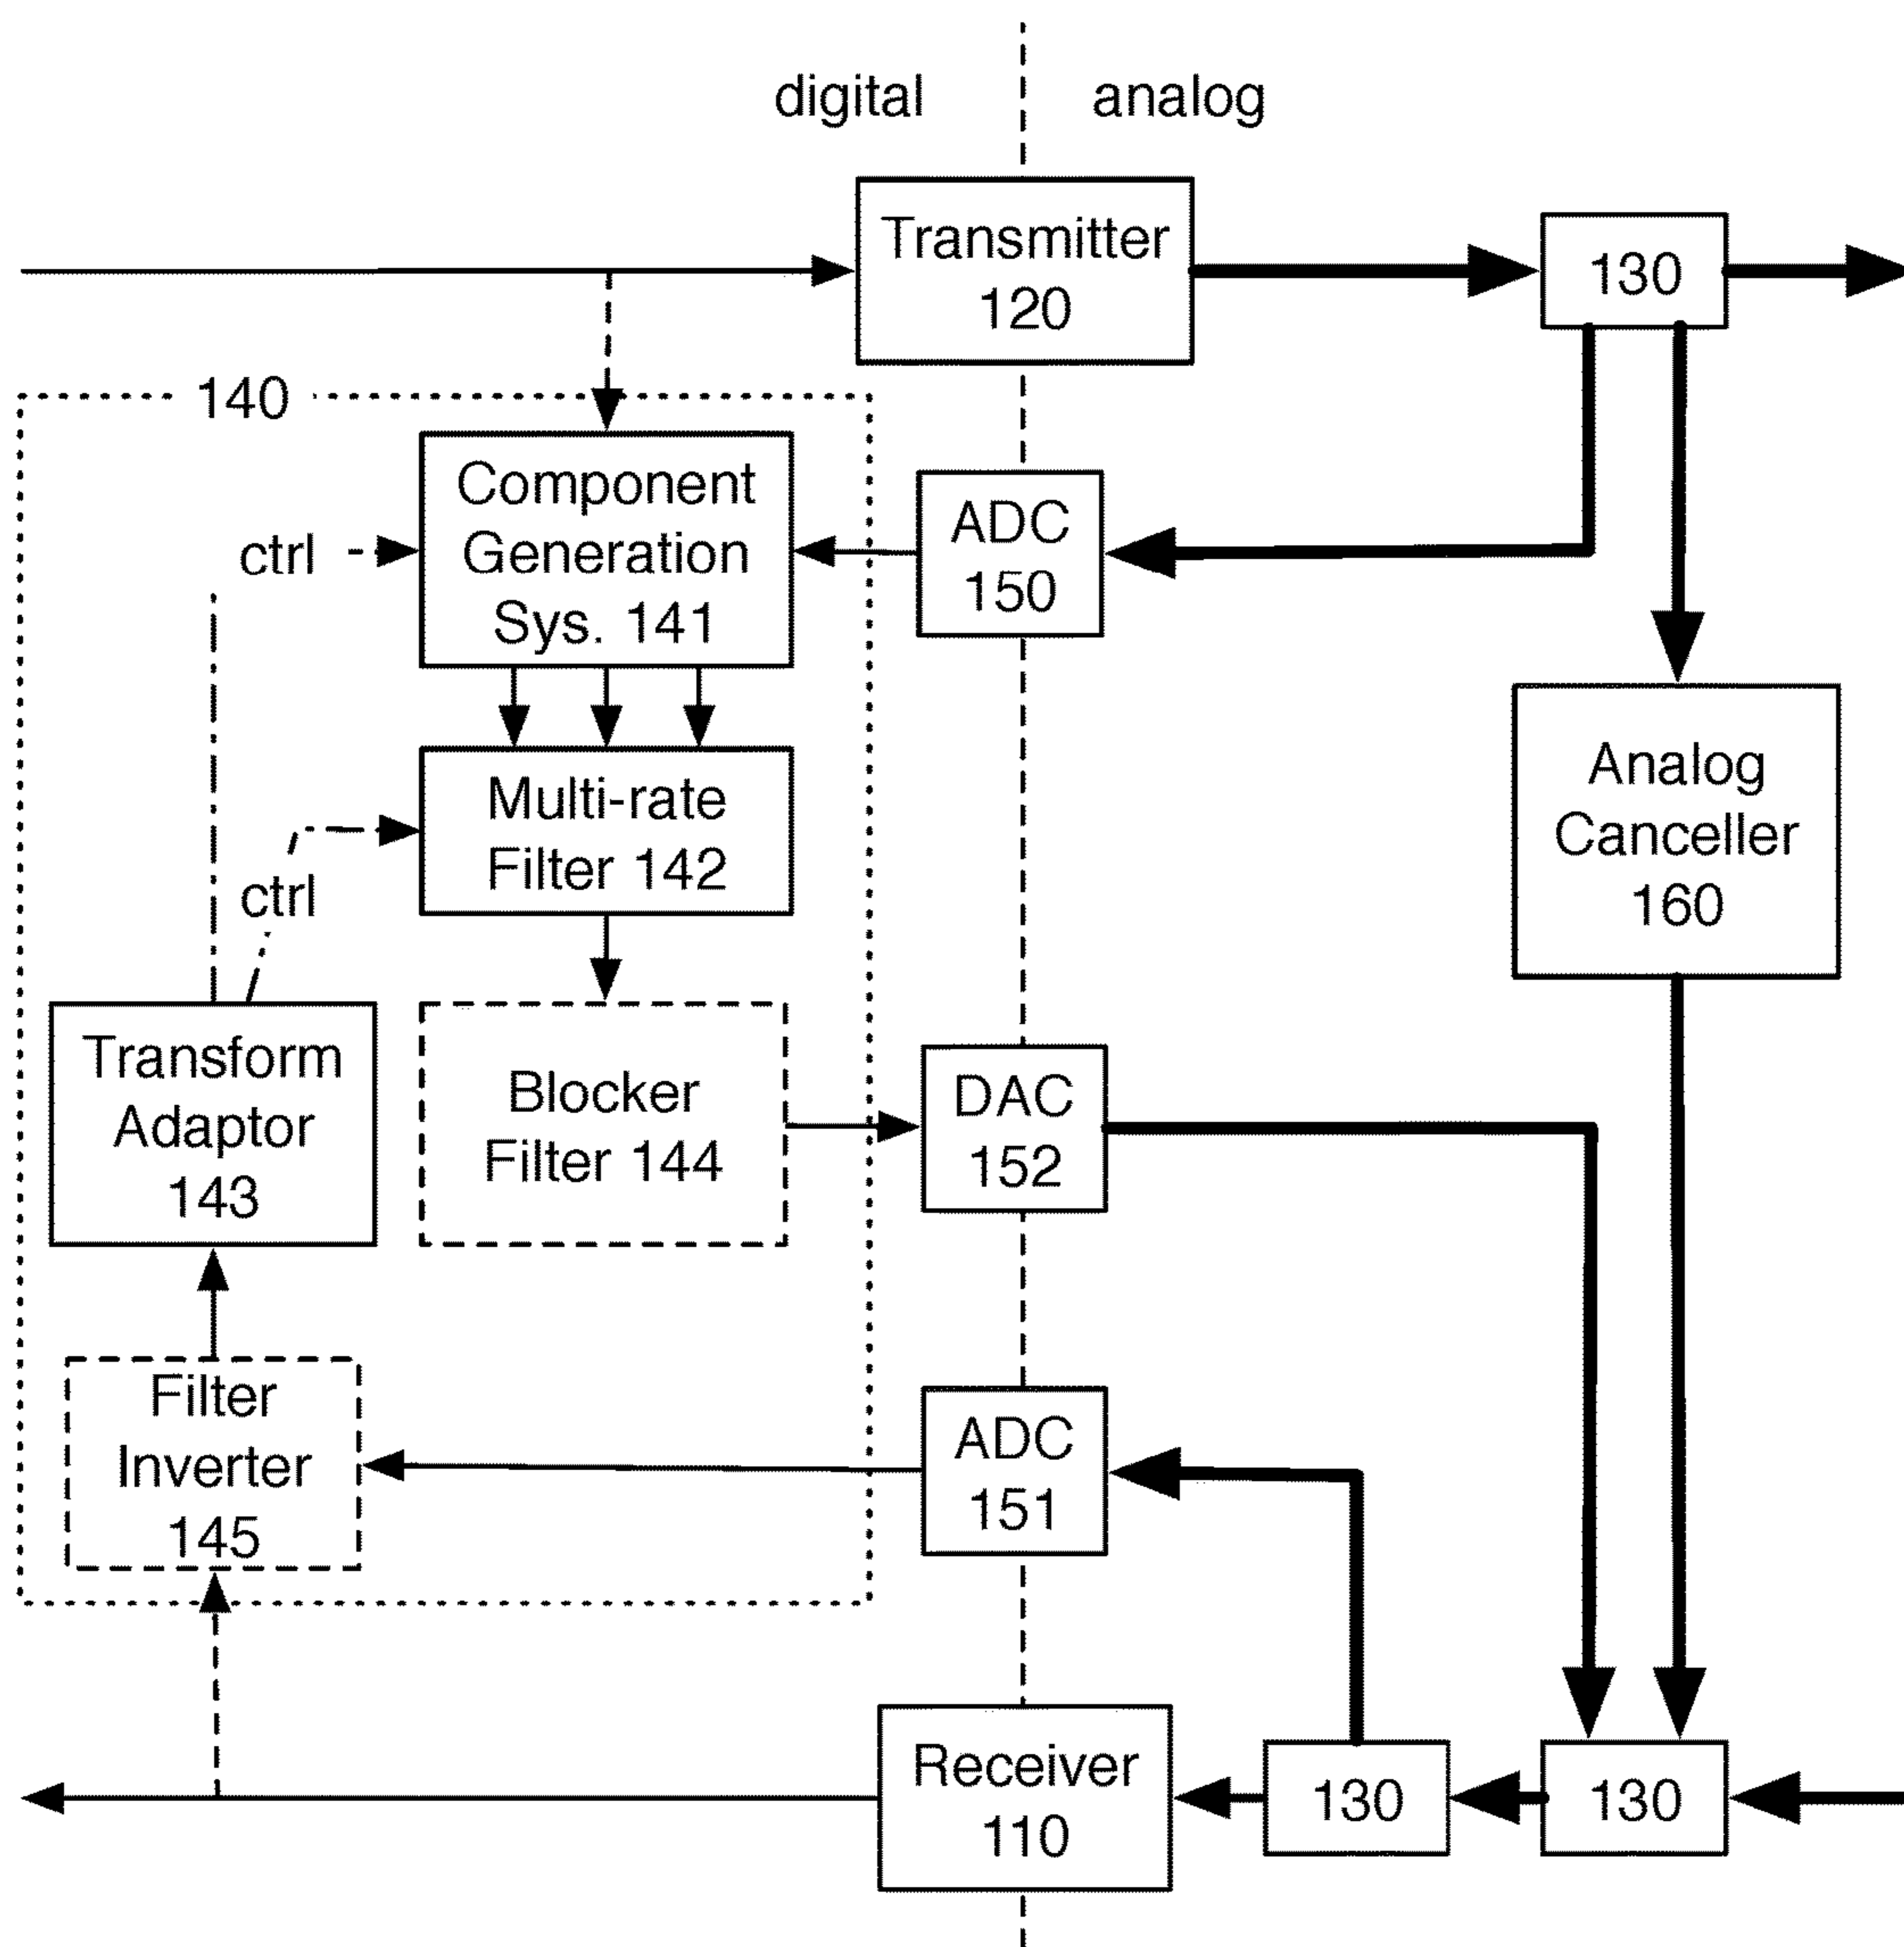 digital
analog
Transmitter
120
130
140
Component
Generation
Sys. 141
ctrl
ADC
150
Multi-rate
Filter 142
ctrl
Analog
Canceller
160
Transform
Adaptor
143
Blocker
Filter 144
DAC
152
Filter
Inverter
145
ADC
151
Receiver
110
130
130